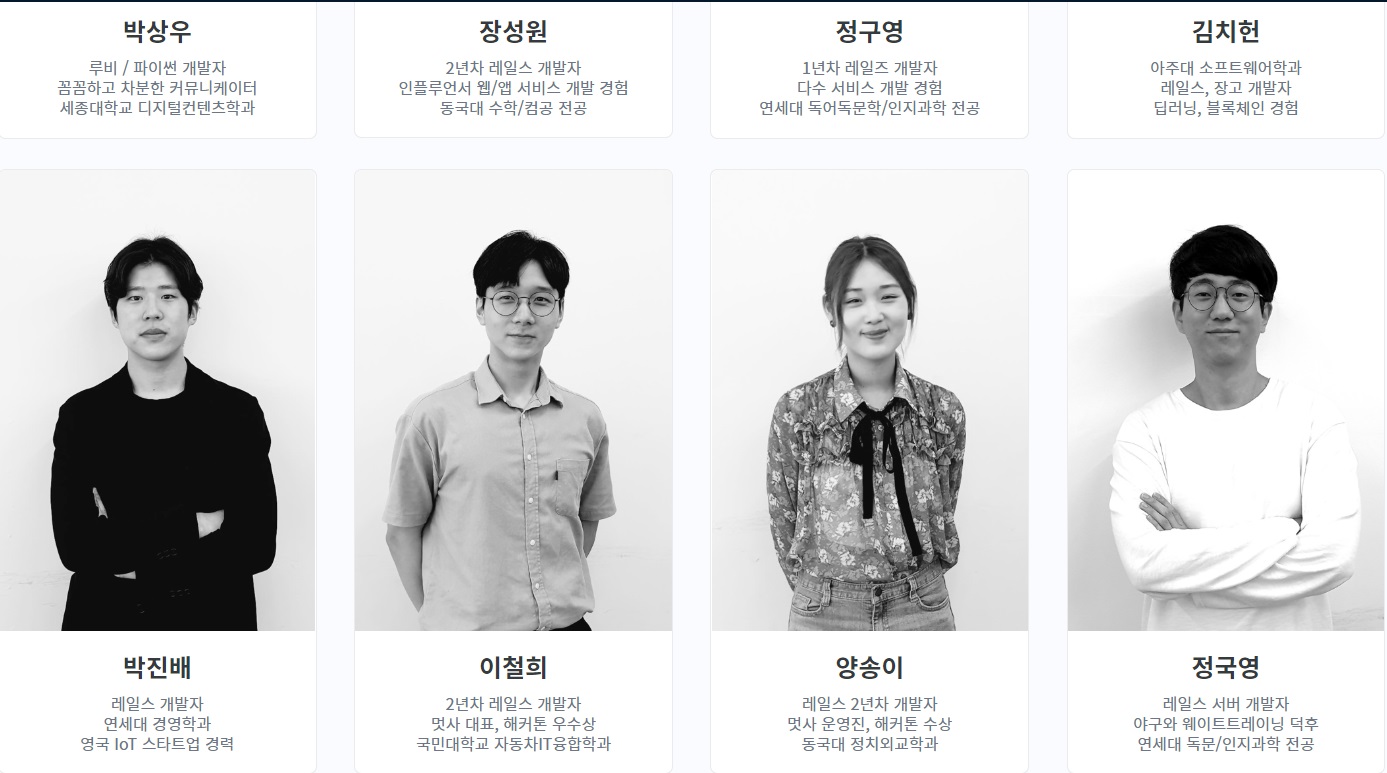 박상우
루비 / 파이썬 개발자
꼼꼼하고 차분한 커뮤니케이터
세종대학교 디지털컨텐츠학과
장성원
2년차 레일스 개발자
인플루언서 웹/앱 서비스 개발 경험
동국대 수학/컴공 전공
정구영
1년차 레일즈 개발자
다수 서비스 개발 경험
연세대 독어독문학/인지과학 전공
김치헌
아주대 소프트웨어학과
레일스, 장고 개발자
딥러닝, 블록체인 경험
박진배
레일스 개발자
연세대 경영학과
영국 IoT 스타트업 경력
이철희
2년차 레일스 개발자
멋사 대표, 해커톤 우수상
국민대학교 자동차IT융합학과
양송이
레일스 2년차 개발자
멋사 운영진, 해커톤 수상
동국대 정치외교학과
정국영
레일스 서버 개발자
야구와 웨이트트레이닝 덕후
연세대 독문/인지과학 전공